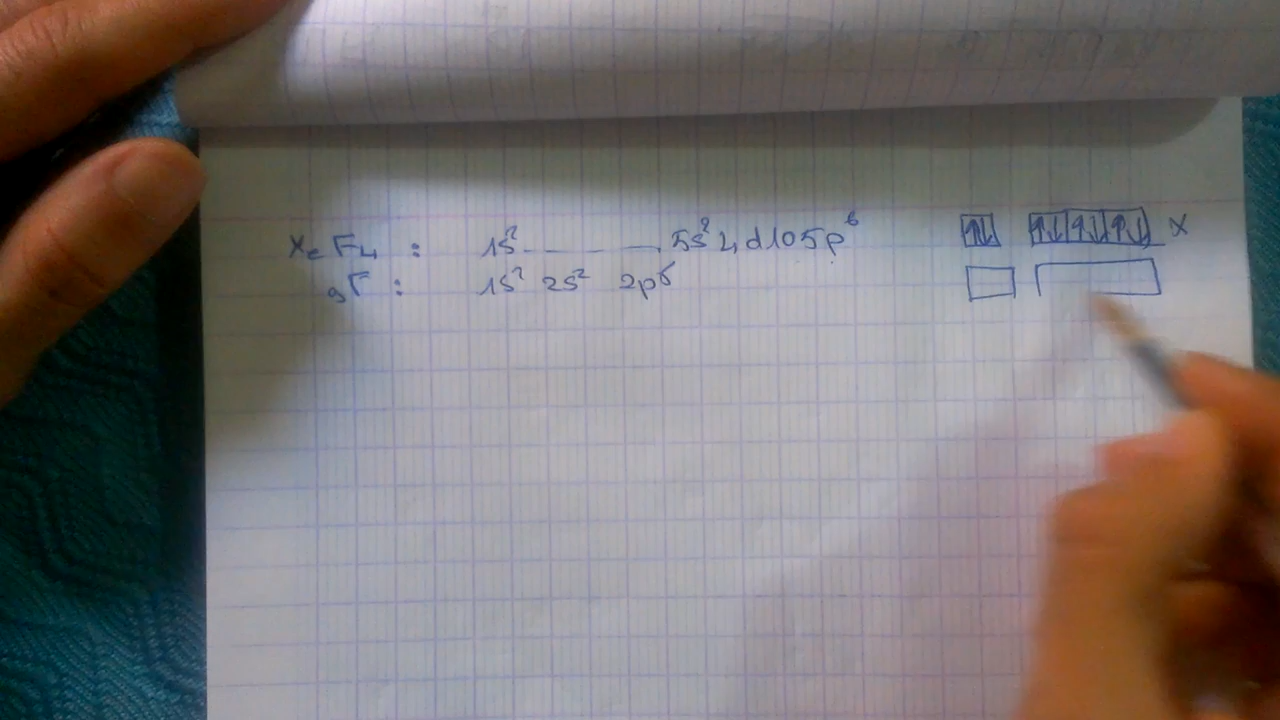 XeF₄ : 1s² — — — 5s² 4d10 5p⁶ ⇅ ⇅⇅⇅ X
₉F : 1s² 2s² 2p⁵